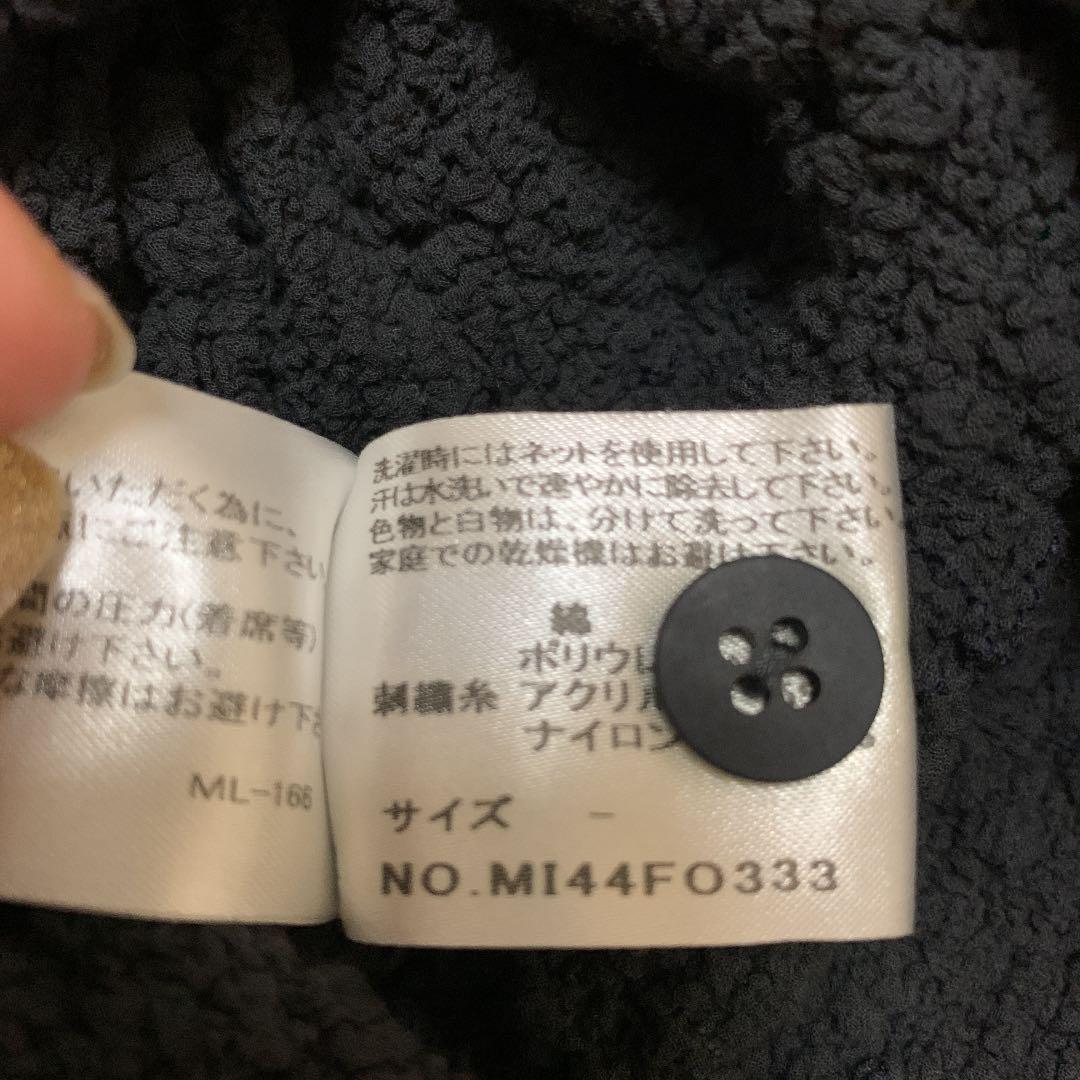 いただく為に、
ご注意下さい
間の圧力(着席等)
避け下さい。
な摩擦はお避け下さ
ML-166
洗濯時にはネットを使用して下さい。
汗は水洗いで速やかに除去して下さい。
色物と白物は、分けて洗って下さい。
家庭での乾燥機はお避け下さい。
綿
ポリウレ
刺繍糸 アクリル
ナイロン
サイズ -
NO.MI44FO333